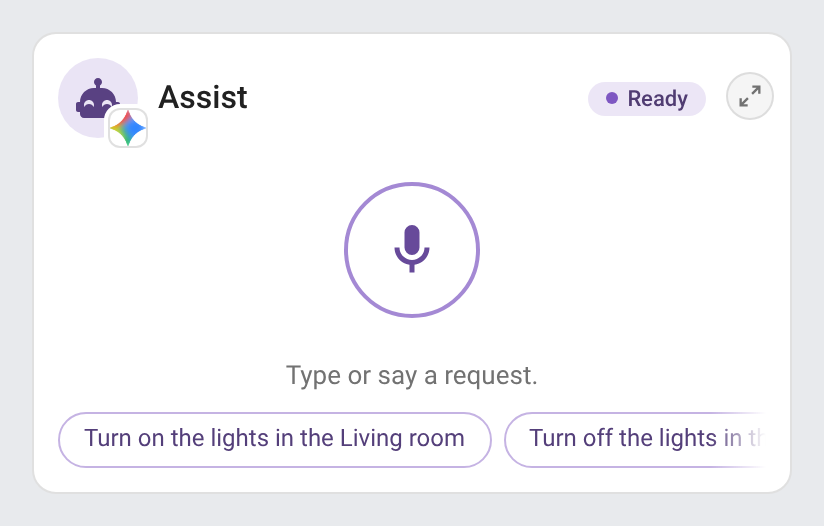 Assist
Ready
Type or say a request.
Turn on the lights in the Living room
Turn off the lights in